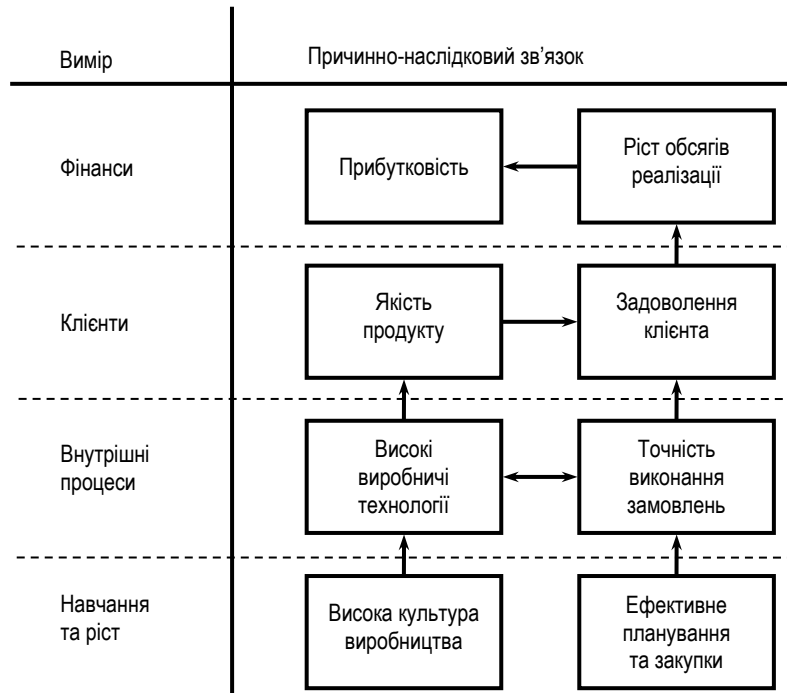 Вимір
Причинно-наслідковий зв’язок
Фінанси
Прибутковість
Ріст обсягів
реалізації
Клієнти
Якість
продукту
Задоволення
клієнта
Внутрішні
процеси
Високі
виробничі
технології
Точність
виконання
замовлень
Навчання
та ріст
Висока культура
виробництва
Ефективне
планування
та закупки